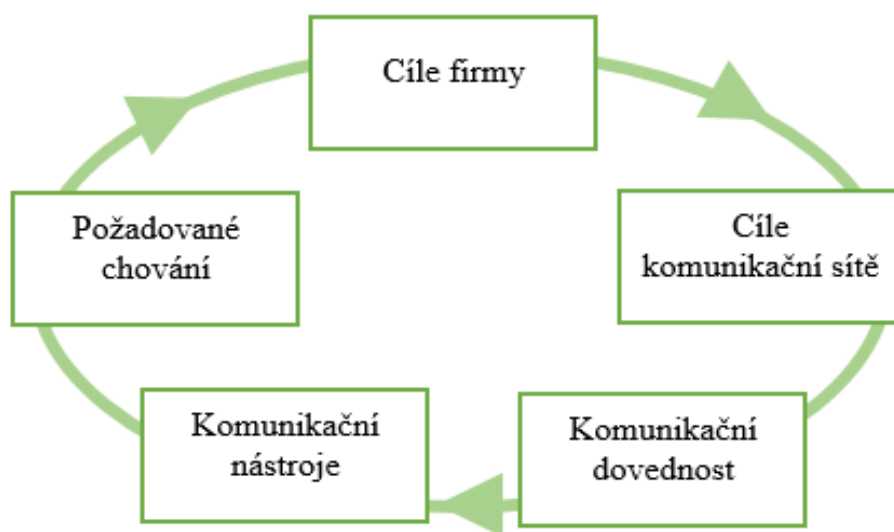 Cíle firmy
Požadované
chování
Cíle
komunikační sítě
Komunikační
nástroje
Komunikační
dovednost